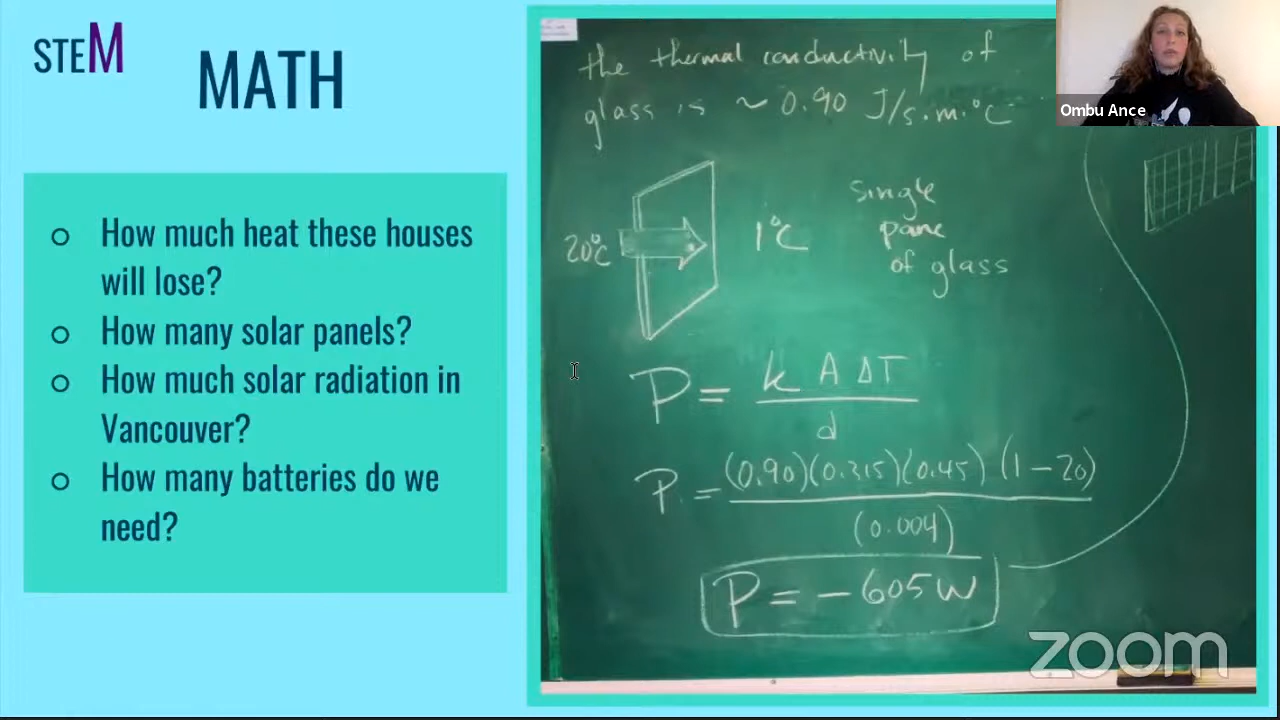 STEM
MATH
○ How much heat these houses
will lose?
○ How many solar panels?
○ How much solar radiation in
Vancouver?
○ How many batteries do we
need?
the thermal conductivity of
glass is ~ 0.90 J/s.m.°C
20°C
1°C
single
pane
of glass
P = k A ΔT
d
P = (0.90)(0.315)(0.45) (1-20)
(0.004)
P = - 605 W
Ombu Ance
zoom